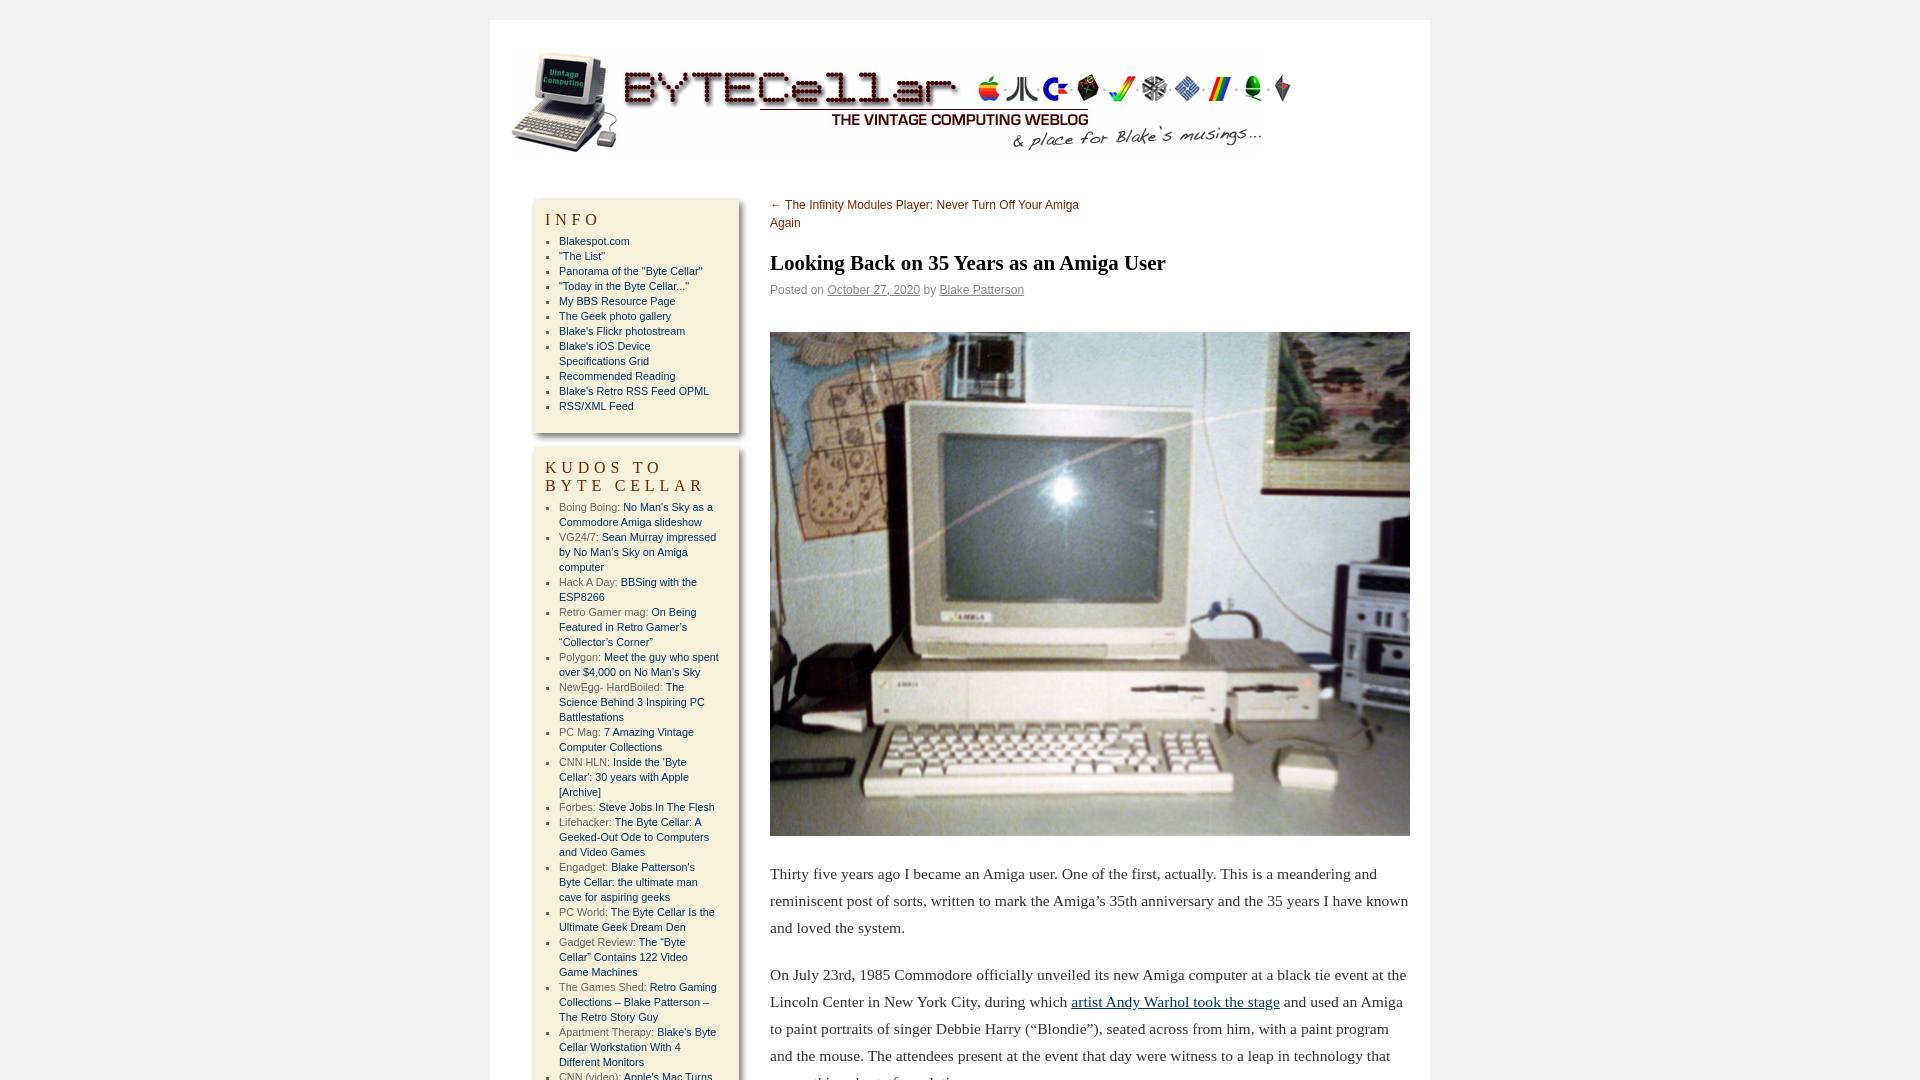 Vintage
Computing
BYTECellar
THE VINTAGE COMPUTING WEBLOG
& place for Blake's musings...
INFO
Blakespot.com
"The List"
Panorama of the "Byte Cellar"
"Today in the Byte Cellar..."
My BBS Resource Page
The Geek photo gallery
Blake's Flickr photostream
Blake's iOS Device
Specifications Grid
Recommended Reading
Blake's Retro RSS Feed OPML
RSS/XML Feed
KUDOS TO
BYTE CELLAR
Boing Boing: No Man's Sky as a
Commodore Amiga slideshow
VG24/7: Sean Murray impressed
by No Man’s Sky on Amiga
computer
Hack A Day: BBSing with the
ESP8266
Retro Gamer mag: On Being
Featured in Retro Gamer’s
“Collector’s Corner”
Polygon: Meet the guy who spent
over $4,000 on No Man's Sky
NewEgg- HardBoiled: The
Science Behind 3 Inspiring PC
Battlestations
PC Mag: 7 Amazing Vintage
Computer Collections
CNN HLN: Inside the 'Byte
Cellar': 30 years with Apple
[Archive]
Forbes: Steve Jobs In The Flesh
Lifehacker: The Byte Cellar: A
Geeked-Out Ode to Computers
and Video Games
Engadget: Blake Patterson's
Byte Cellar: the ultimate man
cave for aspiring geeks
PC World: The Byte Cellar Is the
Ultimate Geek Dream Den
Gadget Review: The “Byte
Cellar” Contains 122 Video
Game Machines
The Games Shed: Retro Gaming
Collections – Blake Patterson –
The Retro Story Guy
Apartment Therapy: Blake's Byte
Cellar Workstation With 4
Different Monitors
CNN (video): Apple's Mac Turns
← The Infinity Modules Player: Never Turn Off Your Amiga
Again
Looking Back on 35 Years as an Amiga User
Posted on October 27, 2020 by Blake Patterson
AMIGA
AMIGA
Thirty five years ago I became an Amiga user. One of the first, actually. This is a meandering and
reminiscent post of sorts, written to mark the Amiga’s 35th anniversary and the 35 years I have known
and loved the system.
On July 23rd, 1985 Commodore officially unveiled its new Amiga computer at a black tie event at the
Lincoln Center in New York City, during which artist Andy Warhol took the stage and used an Amiga
to paint portraits of singer Debbie Harry (“Blondie”), seated across from him, with a paint program
and the mouse. The attendees present at the event that day were witness to a leap in technology that